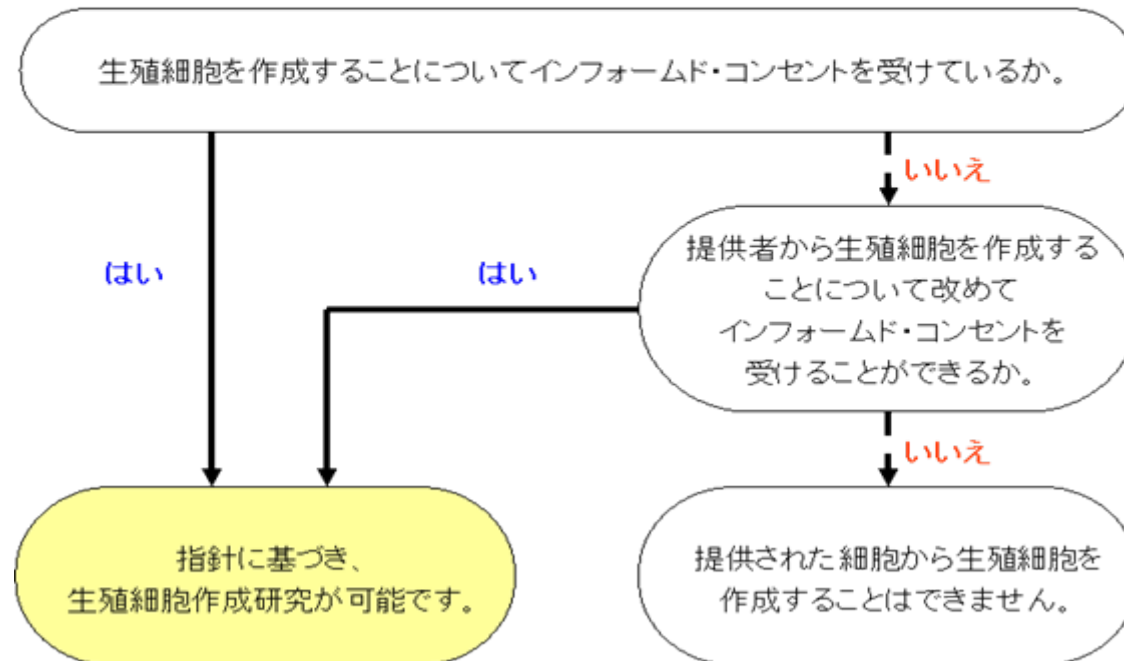 生殖細胞を作成することについてインフォームド・コンセントを受けているか。
いいえ
提供者から生殖細胞を作成する
ことについて改めて
インフォームド・コンセントを
受けることができるか。
はい
はい
いいえ
指針に基づき、
生殖細胞作成研究が可能です。
提供された細胞から生殖細胞を
作成することはできません。